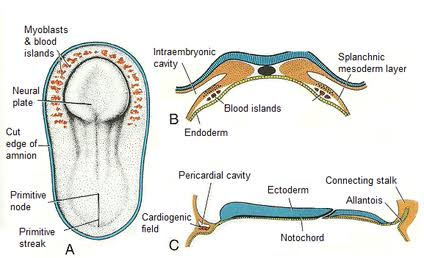 Myoblasts
& blood
islands
Neural
plate
Cut
edge of
amnion
Primitive
node
Primitive
streak
A
Intraembryonic
cavity
Splanchnic
mesoderm layer
Blood islands
B
Endoderm
Pericardial cavity
Ectoderm
Connecting stalk
Allantois
Cardiogenic
field
C
Notochord